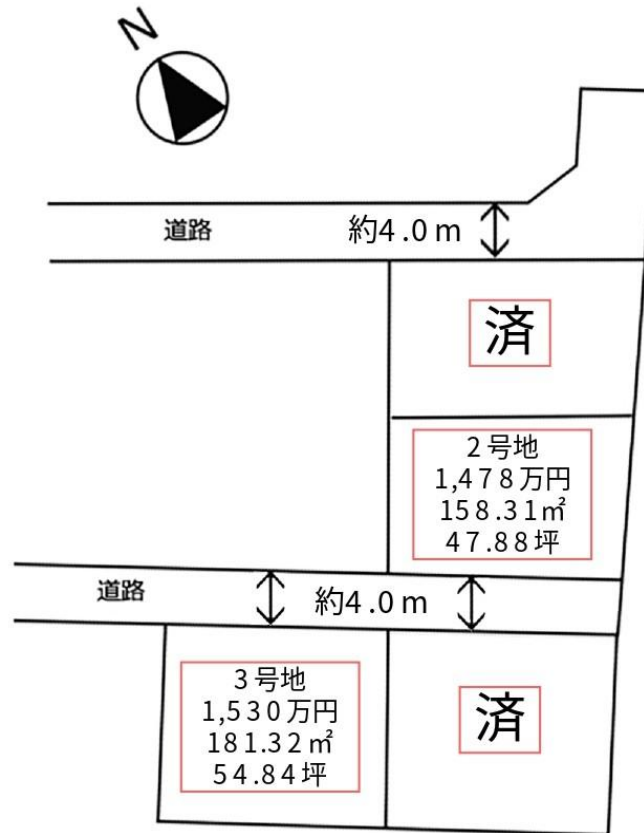 N
道路
約4.0m
済
2号地
1,478万円
158.31㎡
47.88坪
道路
約4.0m
3号地
1,530万円
181.32㎡
54.84坪
済